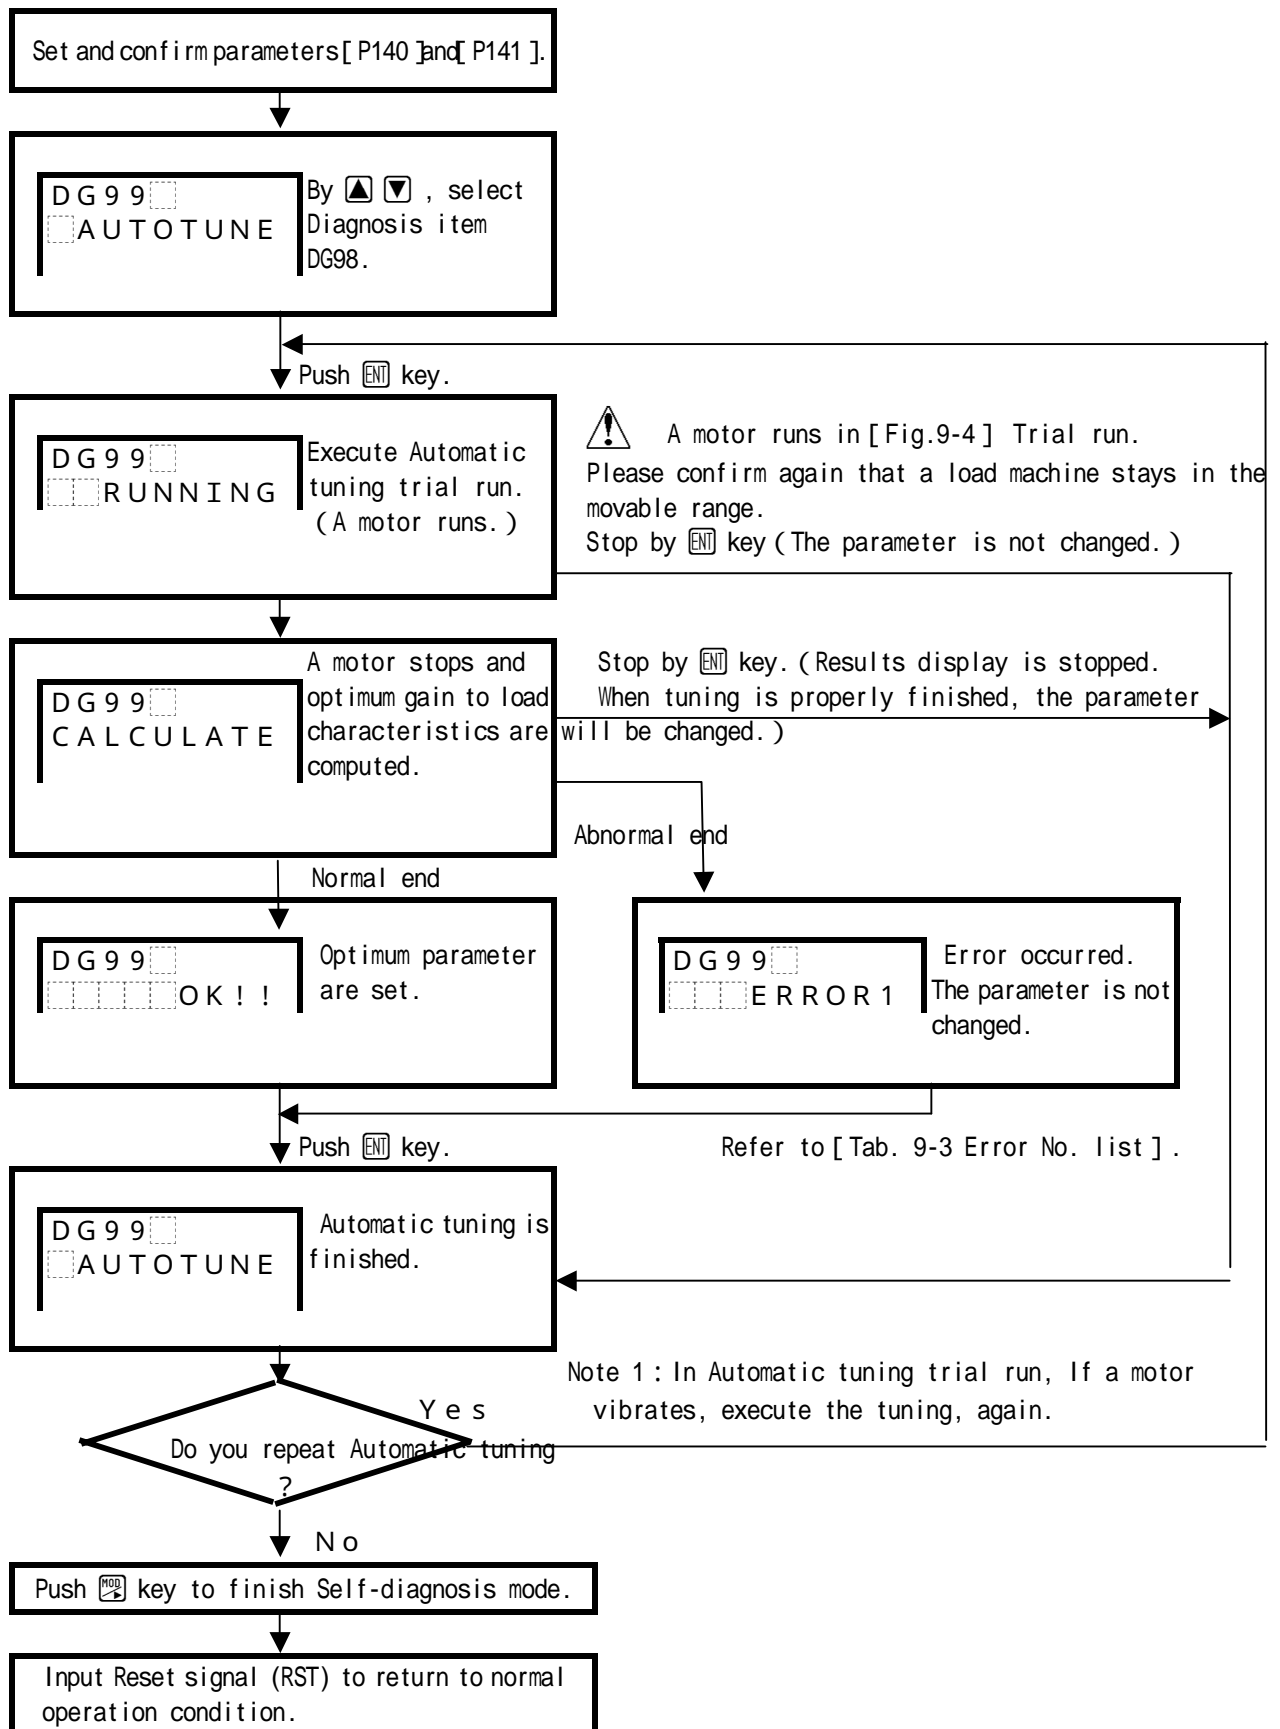 Set and confirm parameters[P140]and[P141].
DG99
AUTOTUNE
By ▲ ▼ , select
Diagnosis item
DG98.
Push ENT key.
DG99
RUNNING
Execute Automatic
tuning trial run.
(A motor runs.)
A motor runs in[Fig.9-4] Trial run.
Please confirm again that a load machine stays in the
movable range.
Stop by ENT key(The parameter is not changed.)
DG99
CALCULATE
A motor stops and
optimum gain to load
characteristics are
computed.
Stop by ENT key.(Results display is stopped.
When tuning is properly finished, the parameter
will be changed.)
Abnormal end
Normal end
DG99
OK!!
Optimum parameter
are set.
DG99
ERROR1
Error occurred.
The parameter is not
changed.
Push ENT key.
Refer to[Tab. 9-3 Error No. list].
DG99
AUTOTUNE
Automatic tuning is
finished.
Note 1:In Automatic tuning trial run, If a motor
vibrates, execute the tuning, again.
Yes
Do you repeat Automatic tuning
?
No
Push MOD key to finish Self-diagnosis mode.
Input Reset signal (RST) to return to normal
operation condition.